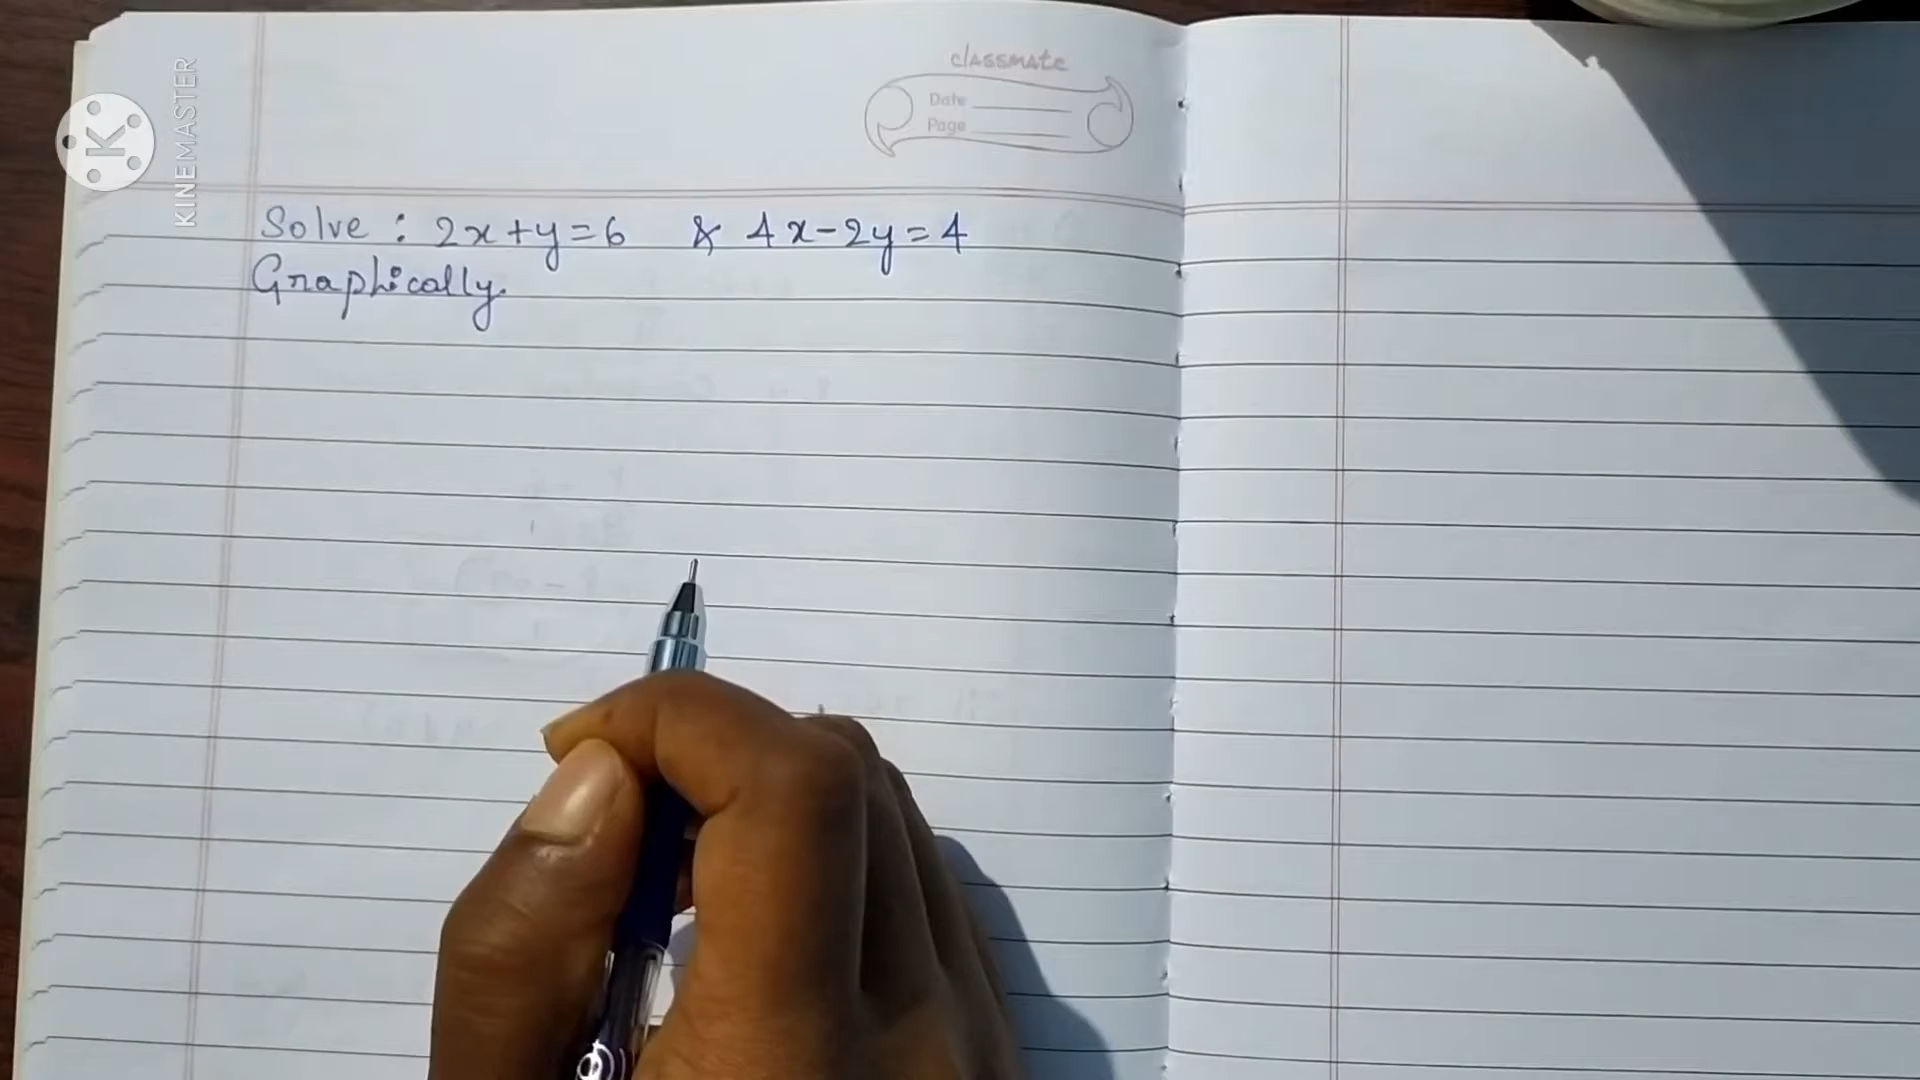 KINEMASTER
classmate
Date
Page
Solve : 2x+y=6 & 4x-2y=4
Graphically.